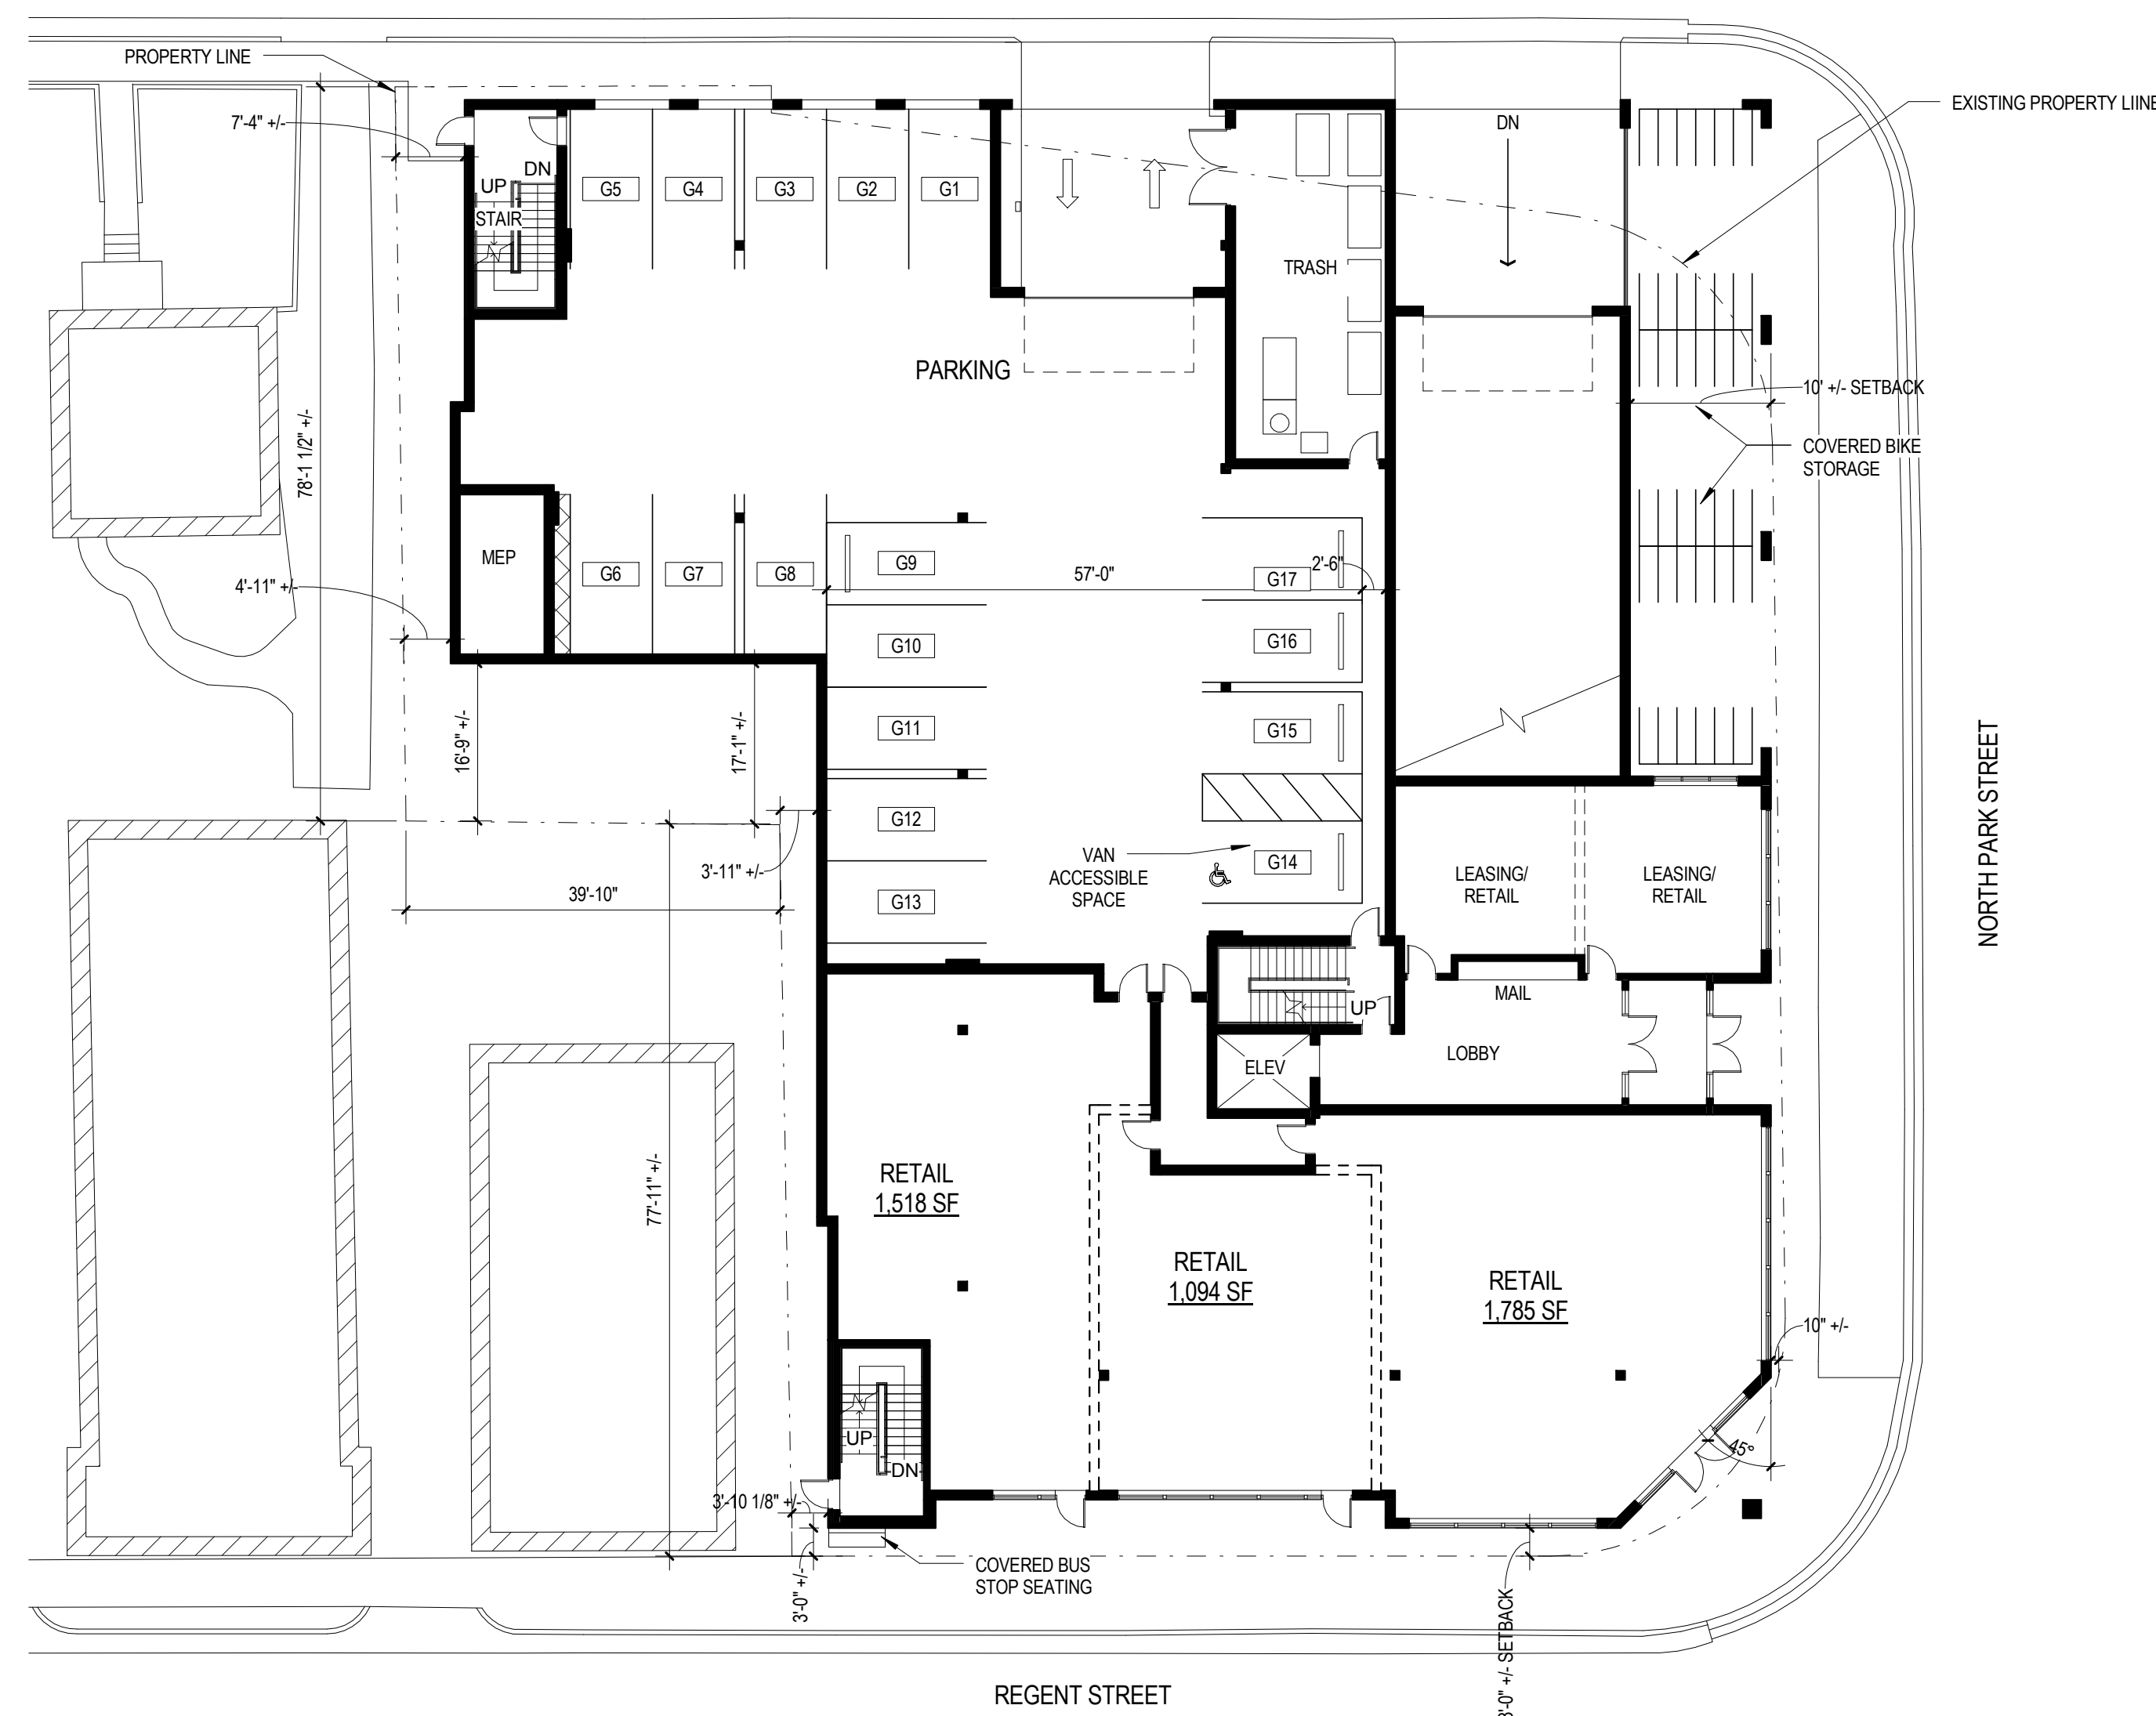 PROPERTY LINE
EXISTING PROPERTY LIINE
7'-4" +/-
DN
DN
UP
STAIR
G5
G4
G3
G2
G1
TRASH
PARKING
10' +/- SETBACK
COVERED BIKE
STORAGE
78'-1 1/2" +/-
MEP
4'-11" +/-
G6
G7
G8
G9
57'-0"
2'-6"
G17
G10
G16
G11
G15
16'-9" +/-
17'-1" +/-
G12
G14
G13
VAN
ACCESSIBLE
SPACE
3'-11" +/-
39'-10"
LEASING/
RETAIL
LEASING/
RETAIL
NORTH PARK STREET
MAIL
UP
LOBBY
ELEV
77'-11" +/-
RETAIL
1,518 SF
RETAIL
1,094 SF
RETAIL
1,785 SF
10" +/-
45°
UP
DN
3'-10 1/8" +/-
3'-0" +/-
COVERED BUS
STOP SEATING
3'-0" +/- SETBACK
REGENT STREET